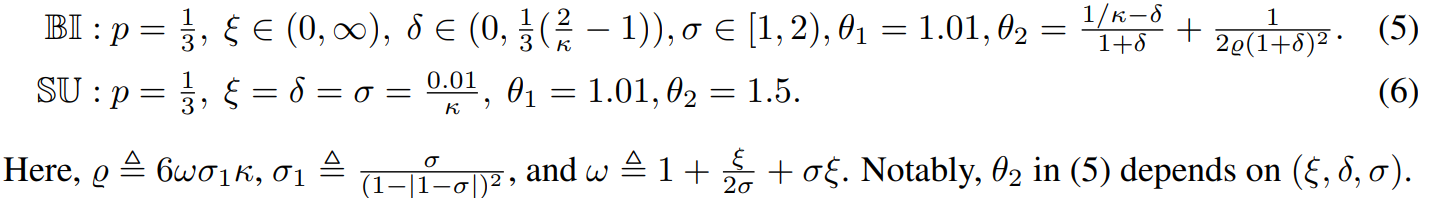 𝔹𝕀 : p = 1/3, ξ ∈ (0, ∞), δ ∈ (0, 1/3(2/κ − 1)), σ ∈ [1, 2), θ₁ = 1.01, θ₂ = (1/κ−δ)/(1+δ) + 1/(2ϱ(1+δ)²). (5)
𝕊𝕌 : p = 1/3, ξ = δ = σ = 0.01/κ, θ₁ = 1.01, θ₂ = 1.5. (6)
Here, ϱ ≜ 6ωσ₁κ, σ₁ ≜ σ/(1−|1−σ|)², and ω ≜ 1 + ξ/(2σ) + σξ. Notably, θ₂ in (5) depends on (ξ, δ, σ).